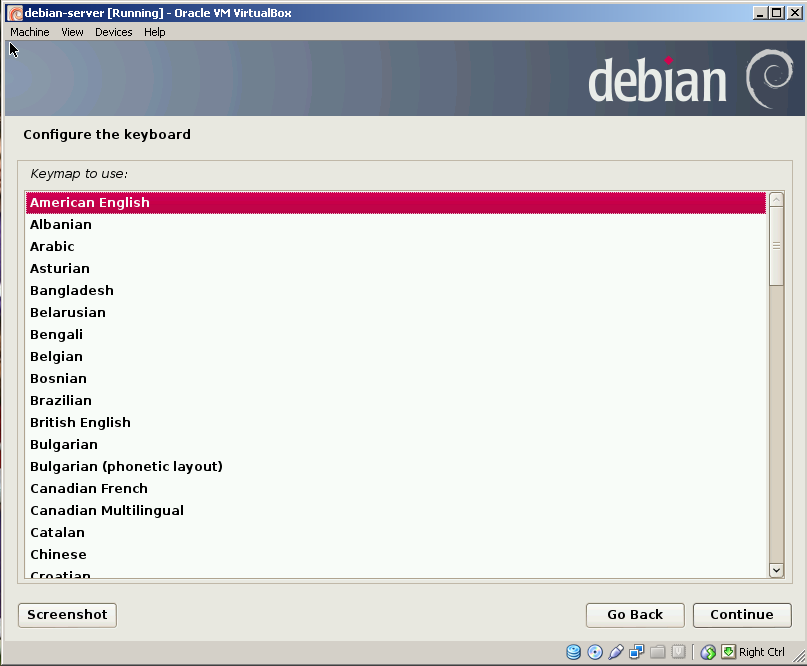 debian-server [Running] - Oracle VM VirtualBox
Machine View Devices Help
debian
Configure the keyboard
Keymap to use:
American English
Albanian
Arabic
Asturian
Bangladesh
Belarusian
Bengali
Belgian
Bosnian
Brazilian
British English
Bulgarian
Bulgarian (phonetic layout)
Canadian French
Canadian Multilingual
Catalan
Chinese
Croatian
Screenshot Go Back Continue
Right Ctrl